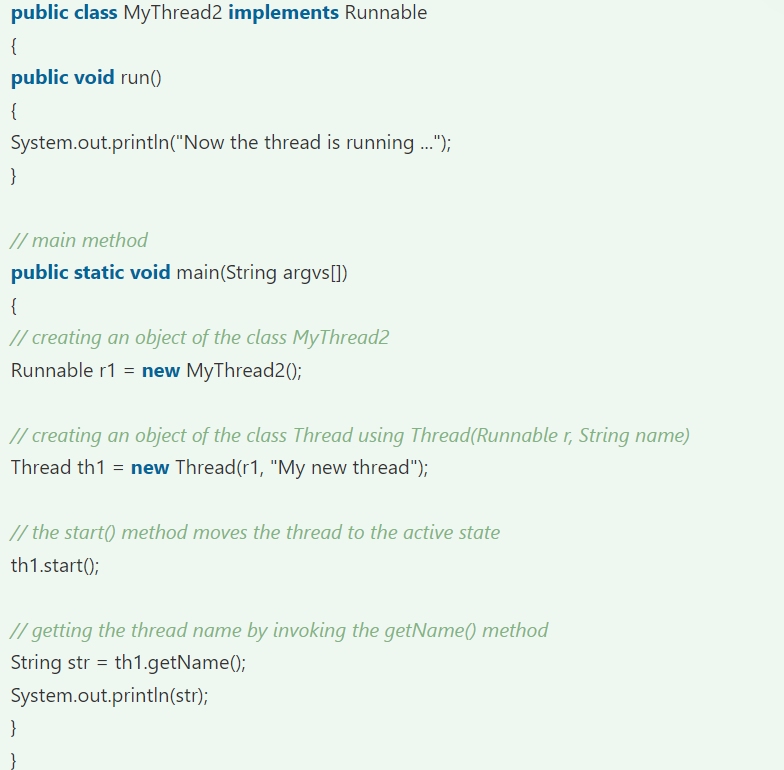 public class MyThread2 implements Runnable
{
public void run()
{
System.out.println("Now the thread is running ...");
}
// main method
public static void main(String argvs[])
{
// creating an object of the class MyThread2
Runnable r1 = new MyThread2();
// creating an object of the class Thread using Thread(Runnable r, String name)
Thread th1 = new Thread(r1, "My new thread");
// the start() method moves the thread to the active state
th1.start();
// getting the thread name by invoking the getName() method
String str = th1.getName();
System.out.println(str);
}
}